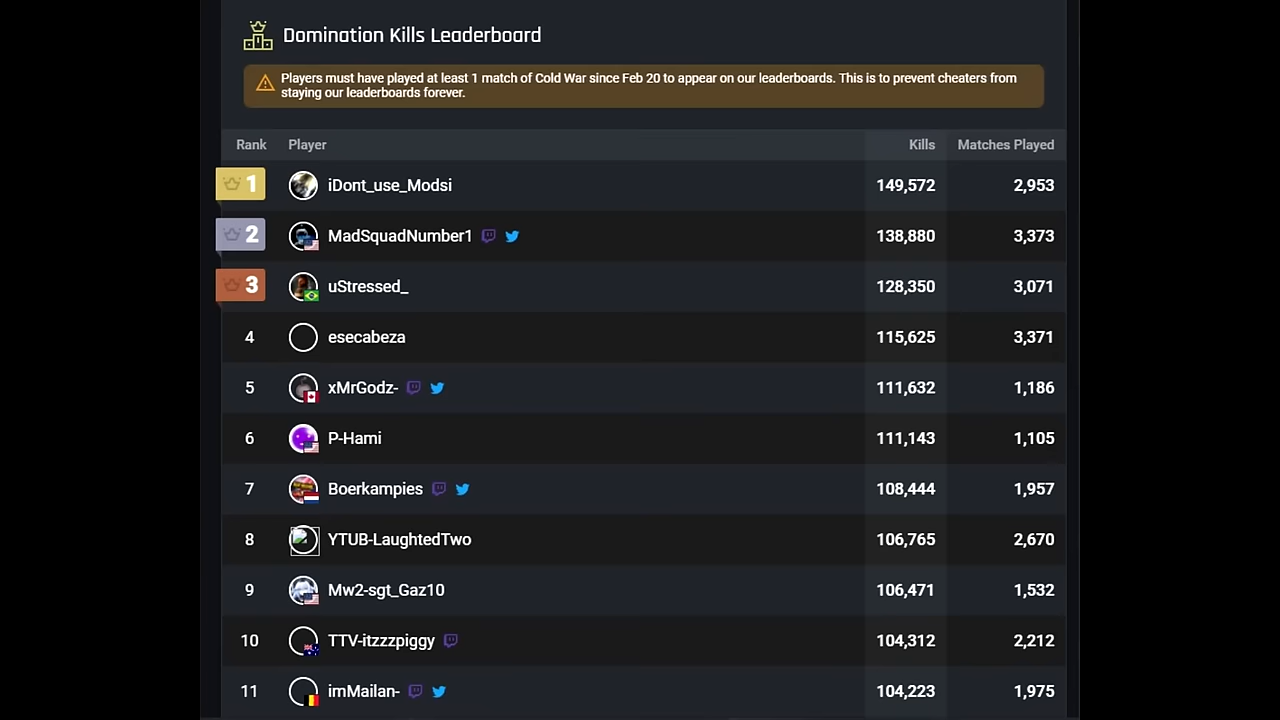 Domination Kills Leaderboard
Players must have played at least 1 match of Cold War since Feb 20 to appear on our leaderboards. This is to prevent cheaters from
staying our leaderboards forever.
Rank Player Kills Matches Played
1 iDont_use_Modsi 149,572 2,953
2 MadSquadNumber1 138,880 3,373
3 uStressed_ 128,350 3,071
4 esecabeza 115,625 3,371
5 xMrGodz- 111,632 1,186
6 P-Hami 111,143 1,105
7 Boerkampies 108,444 1,957
8 YTUB-LaughtedTwo 106,765 2,670
9 Mw2-sgt_Gaz10 106,471 1,532
10 TTV-itzzzpiggy 104,312 2,212
11 imMailan- 104,223 1,975